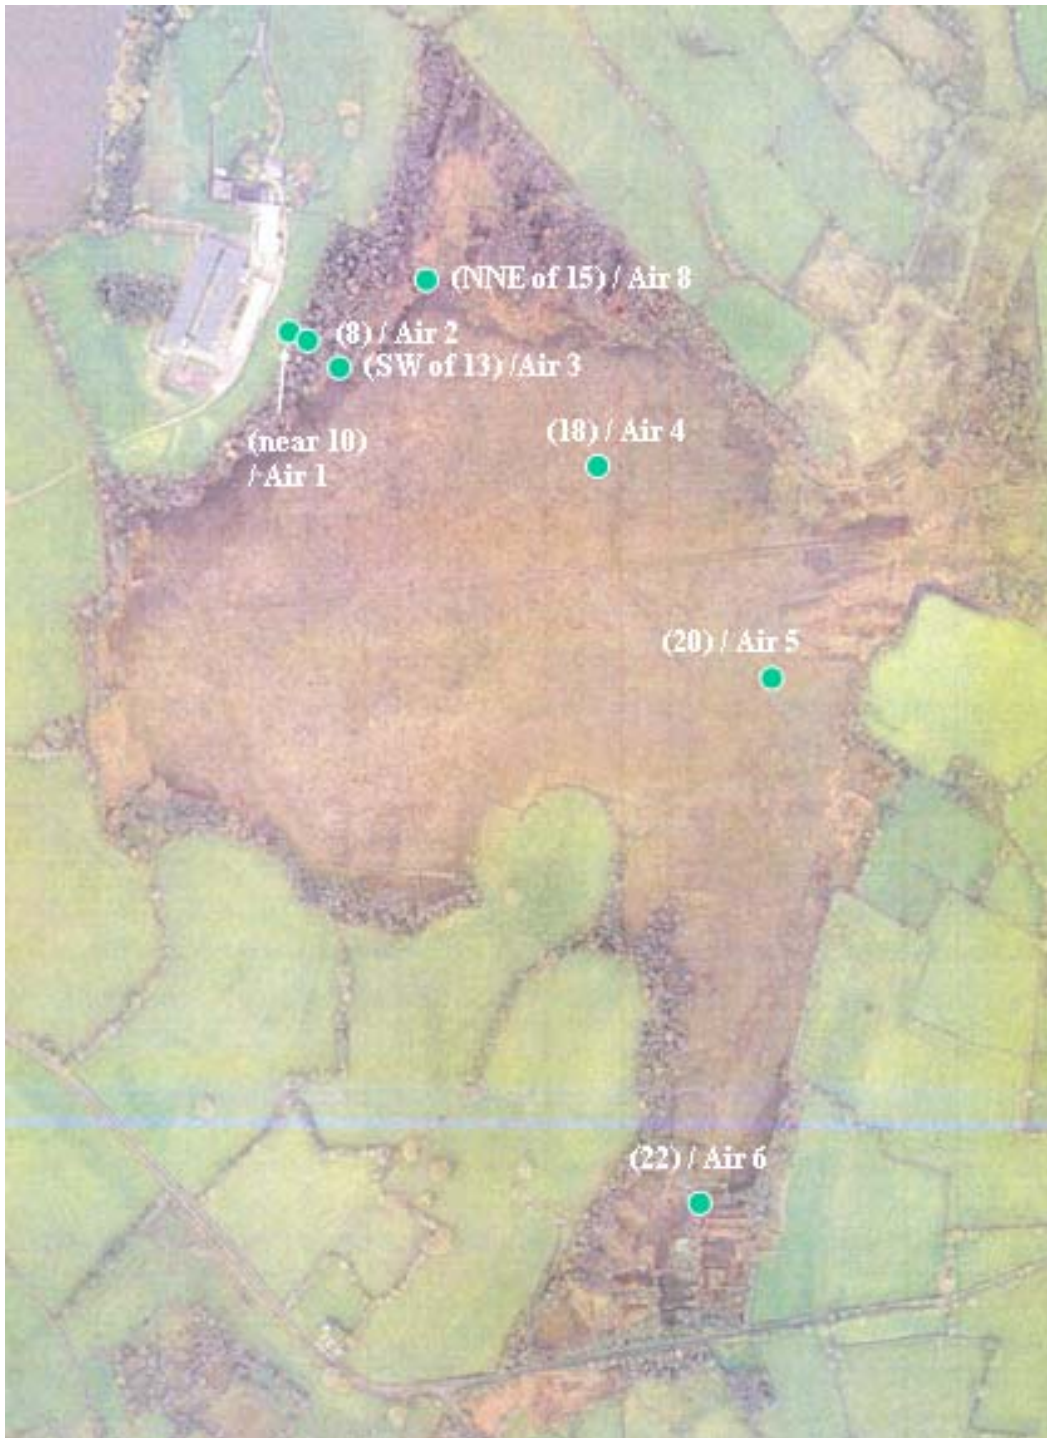 (NNE of 15) / Air 8
(8) / Air 2
(SW of 13) /Air 3
(near 10)
/ Air 1
(18) / Air 4
(20) / Air 5
(22) / Air 6